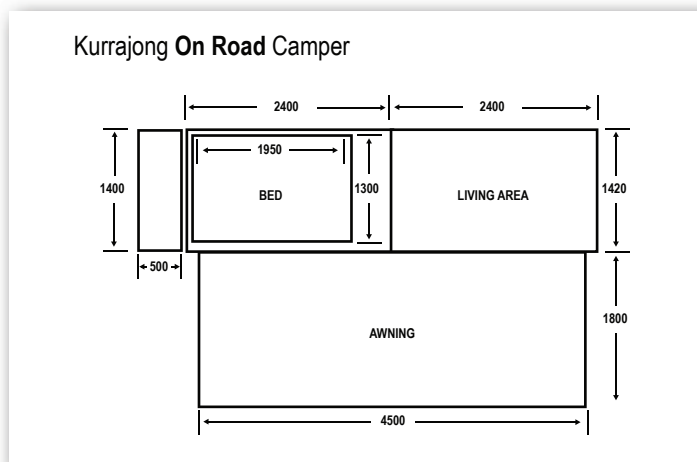 Kurrajong On Road Camper
2400 2400
1950
1400 BED 1300 LIVING AREA 1420
500
1800
AWNING
4500